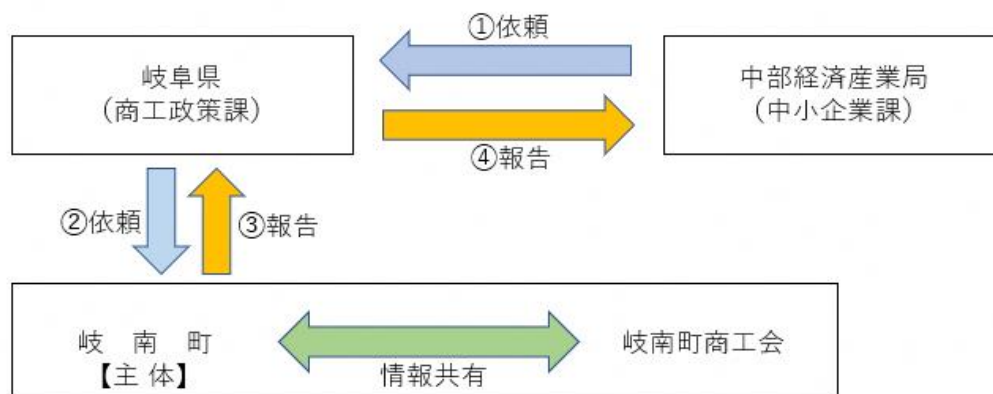 ①依頼
岐阜県
（商工政策課）
中部経済産業局
（中小企業課）
④報告
②依頼
③報告
岐　南　町
【主 体】
情報共有
岐南町商工会